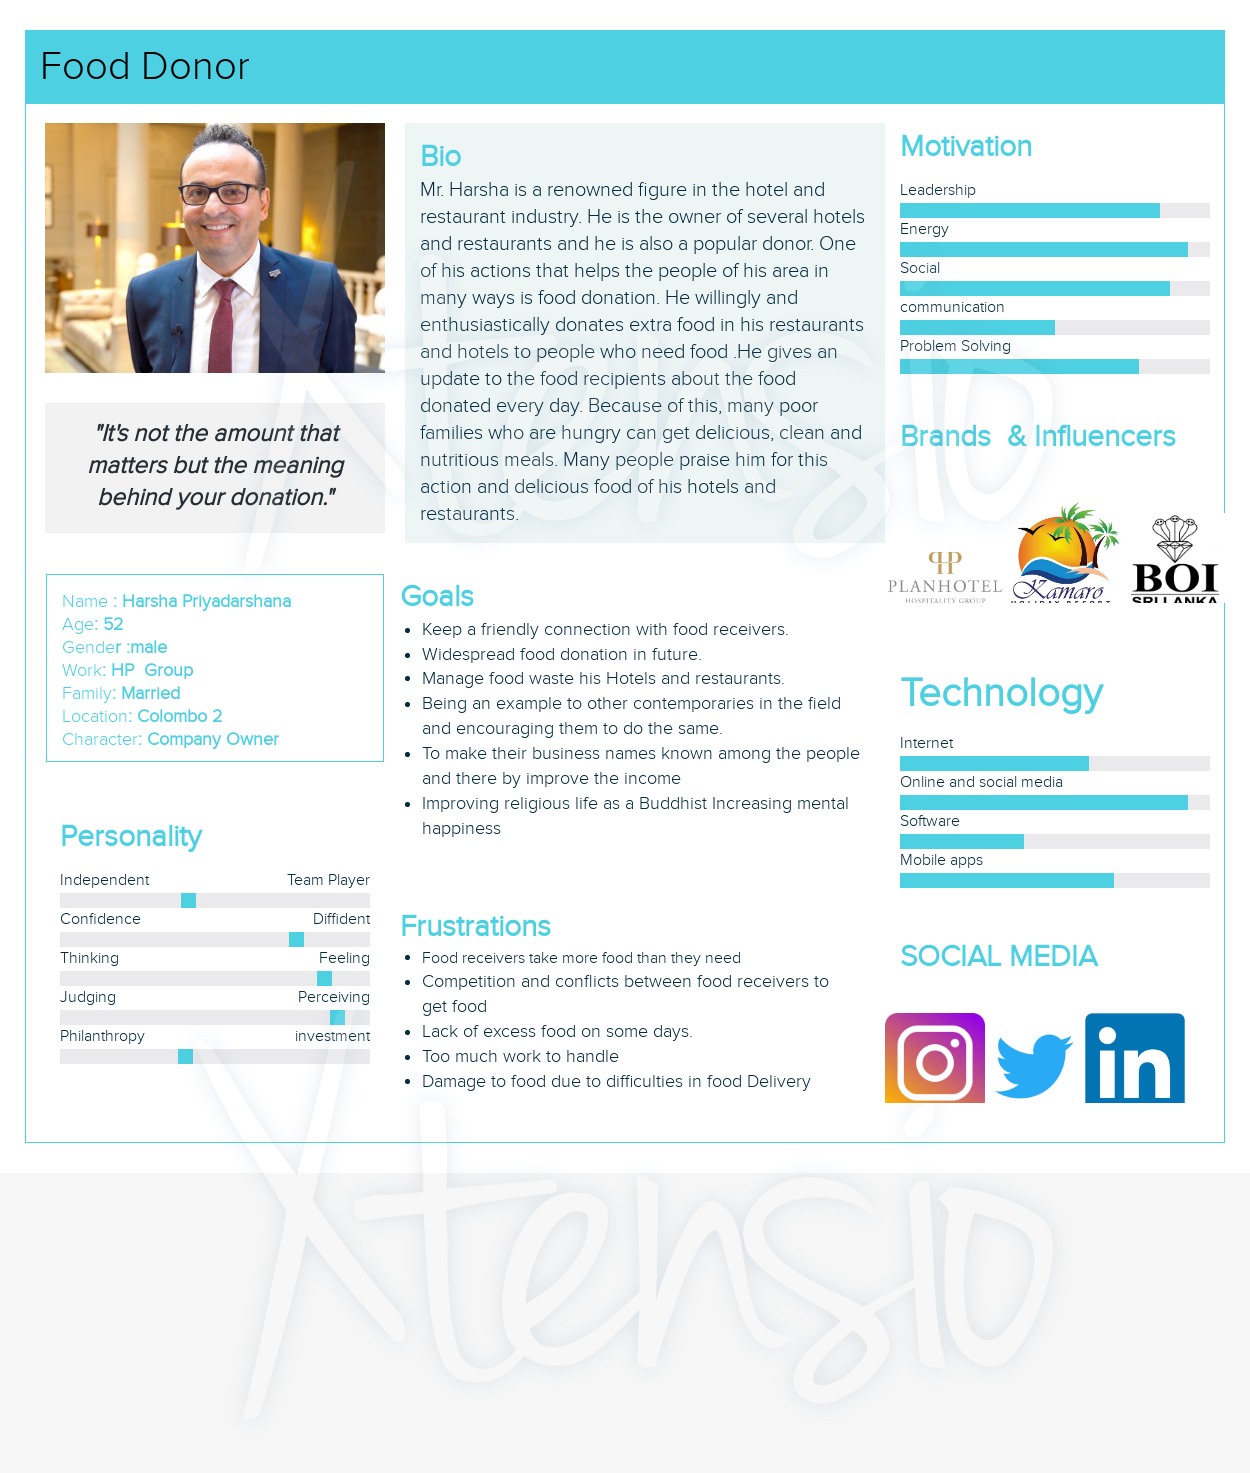 Food Donor
"It's not the amount that
matters but the meaning
behind your donation."
Name : Harsha Priyadarshana
Age: 52
Gender :male
Work: HP  Group
Family: Married
Location: Colombo 2
Character: Company Owner
Personality
Independent Team Player
Confidence Diffident
Thinking Feeling
Judging Perceiving
Philanthropy investment
Bio
Mr. Harsha is a renowned figure in the hotel and
restaurant industry. He is the owner of several hotels
and restaurants and he is also a popular donor. One
of his actions that helps the people of his area in
many ways is food donation. He willingly and
enthusiastically donates extra food in his restaurants
and hotels to people who need food .He gives an
update to the food recipients about the food
donated every day. Because of this, many poor
families who are hungry can get delicious, clean and
nutritious meals. Many people praise him for this
action and delicious food of his hotels and
restaurants.
Goals
• Keep a friendly connection with food receivers.
• Widespread food donation in future.
• Manage food waste his Hotels and restaurants.
• Being an example to other contemporaries in the field
and encouraging them to do the same.
• To make their business names known among the people
and there by improve the income
• Improving religious life as a Buddhist Increasing mental
happiness
Frustrations
• Food receivers take more food than they need
• Competition and conflicts between food receivers to
get food
• Lack of excess food on some days.
• Too much work to handle
• Damage to food due to difficulties in food Delivery
Motivation
Leadership
Energy
Social
communication
Problem Solving
Brands  & Influencers
PLANHOTEL
HOSPITALITY GROUP
Kamaro
HOLIDAY RESORT
BOI
SRI LANKA
Technology
Internet
Online and social media
Software
Mobile apps
SOCIAL MEDIA
in
Xtensio
Xtensio